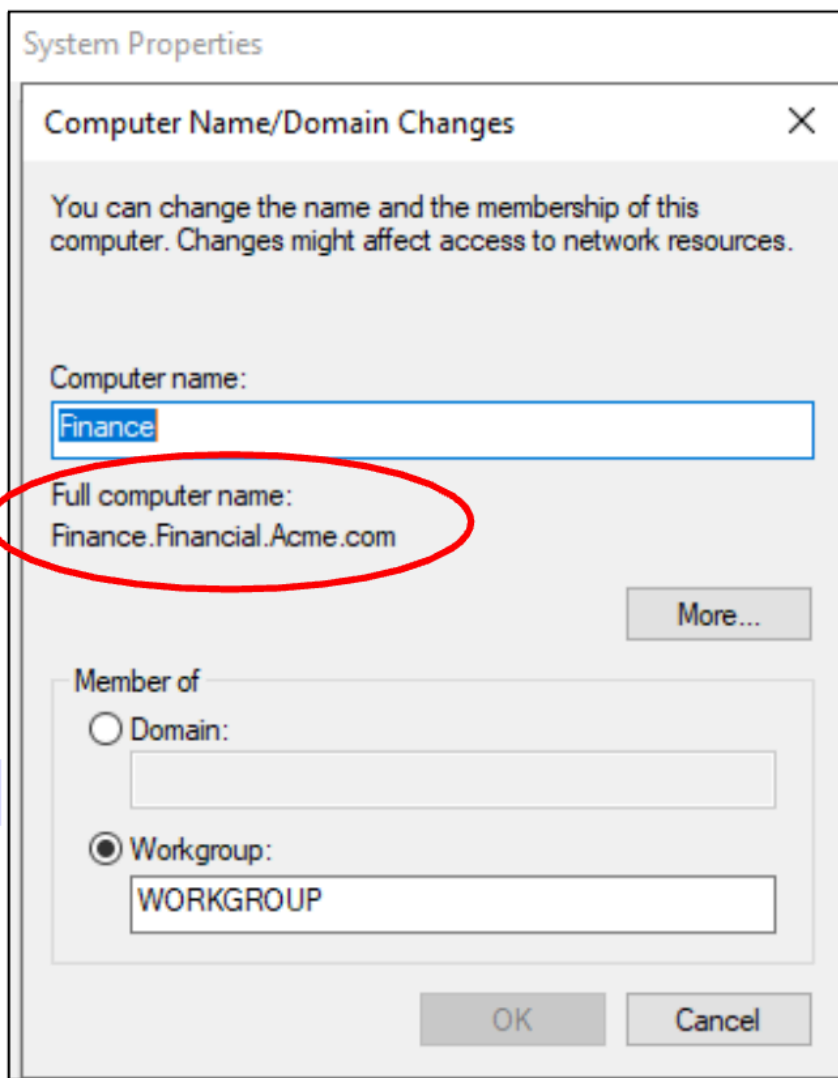 System Properties
Computer Name/Domain Changes
You can change the name and the membership of this
computer. Changes might affect access to network resources.
Computer name:
Finance
Full computer name:
Finance.Financial.Acme.com
More...
Member of
Domain:
Workgroup:
WORKGROUP
OK
Cancel